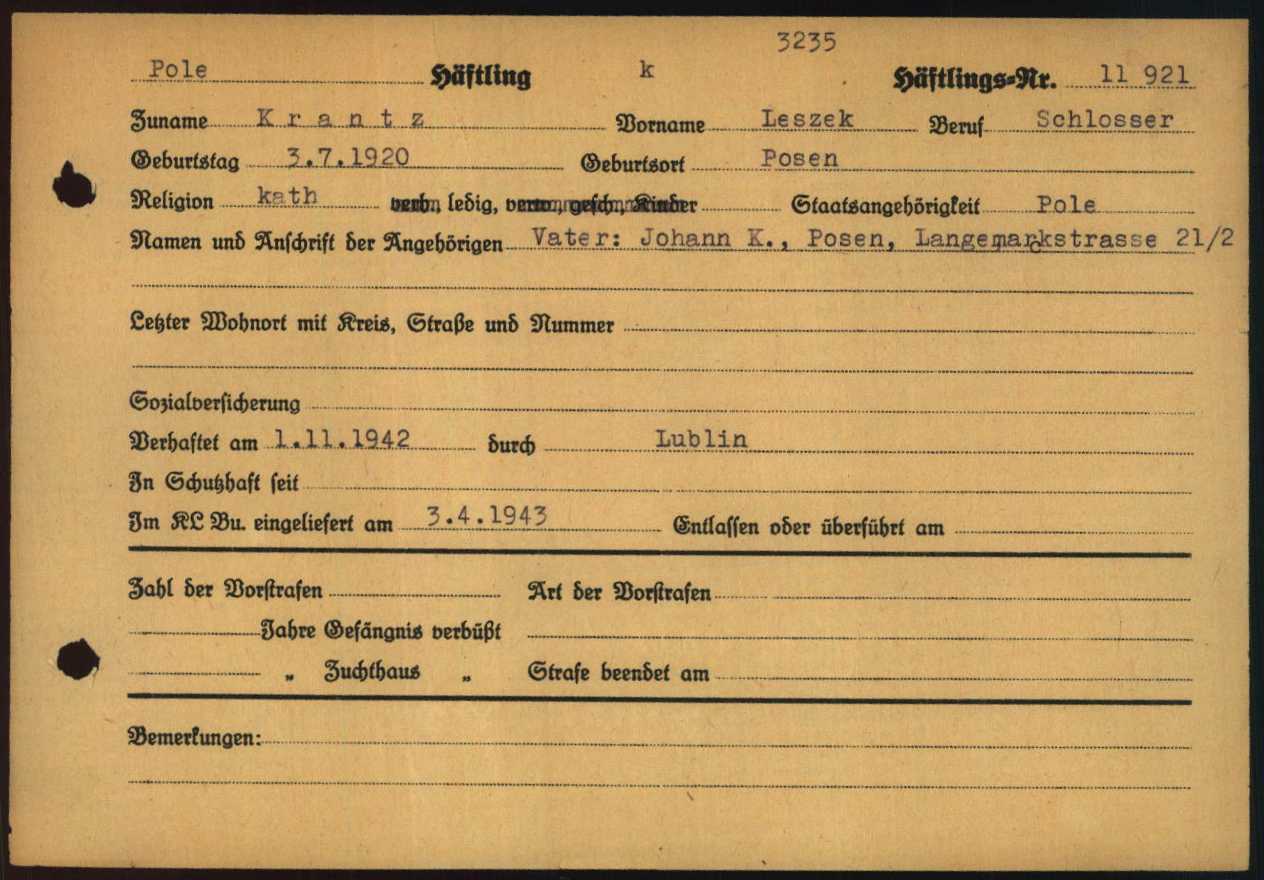 3235
Pole Häftling k Häftlings-Nr. 11 921
Zuname K r a n t z Vorname Leszek Beruf Schlosser
Geburtstag 3.7.1920 Geburtsort Posen
Religion kath verh., ledig, verw., gesch., Kinder Staatsangehörigkeit Pole
Namen und Anschrift der Angehörigen Vater: Johann K., Posen, Langemarckstrasse 21/2
Letzter Wohnort mit Kreis, Straße und Nummer
Sozialversicherung
Verhaftet am 1.11.1942 durch Lublin
In Schutzhaft seit
Im KL Bu. eingeliefert am 3.4.1943 Entlassen oder überführt am
Zahl der Vorstrafen Art der Vorstrafen
Jahre Gefängnis verbüßt
„ Zuchthaus „ Strafe beendet am
Bemerkungen: